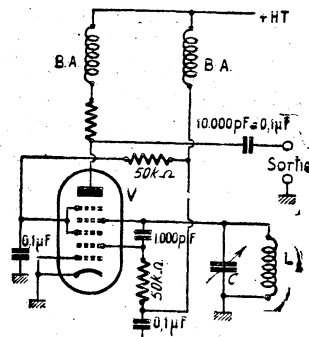 +HT
B.A.
B.A.
10.000pF=0,1µF
Sortie
50kΩ
V
0,1µF
1000pF
50kΩ
C
L
0,1µF